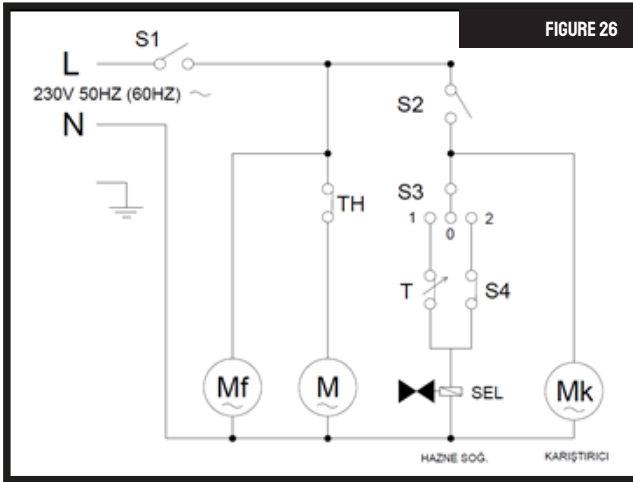 FIGURE 26
S1
L
230V 50HZ (60HZ) ~
N
S2
S3
TH
1 0 2
T
S4
Mf
M
SEL
Mk
HAZNE SOĞ.
KARIŞTIRICI